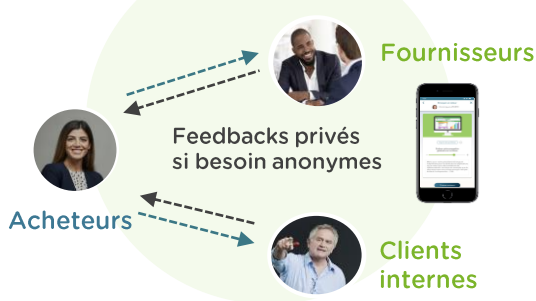 Fournisseurs
Feedbacks privés
si besoin anonymes
Acheteurs
Clients
internes